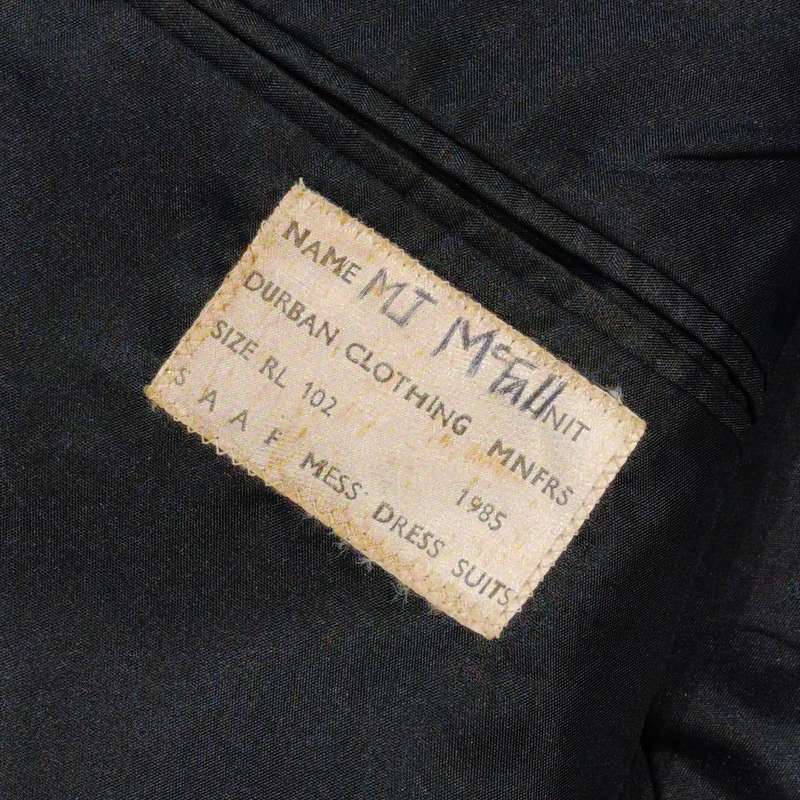 NAME MJ McFall UNIT
DURBAN CLOTHING MNFRS
SIZE RL 102 1985
S A A F MESS DRESS SUITS